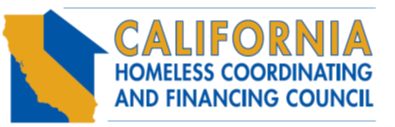 CALIFORNIA
HOMELESS COORDINATING
AND FINANCING COUNCIL